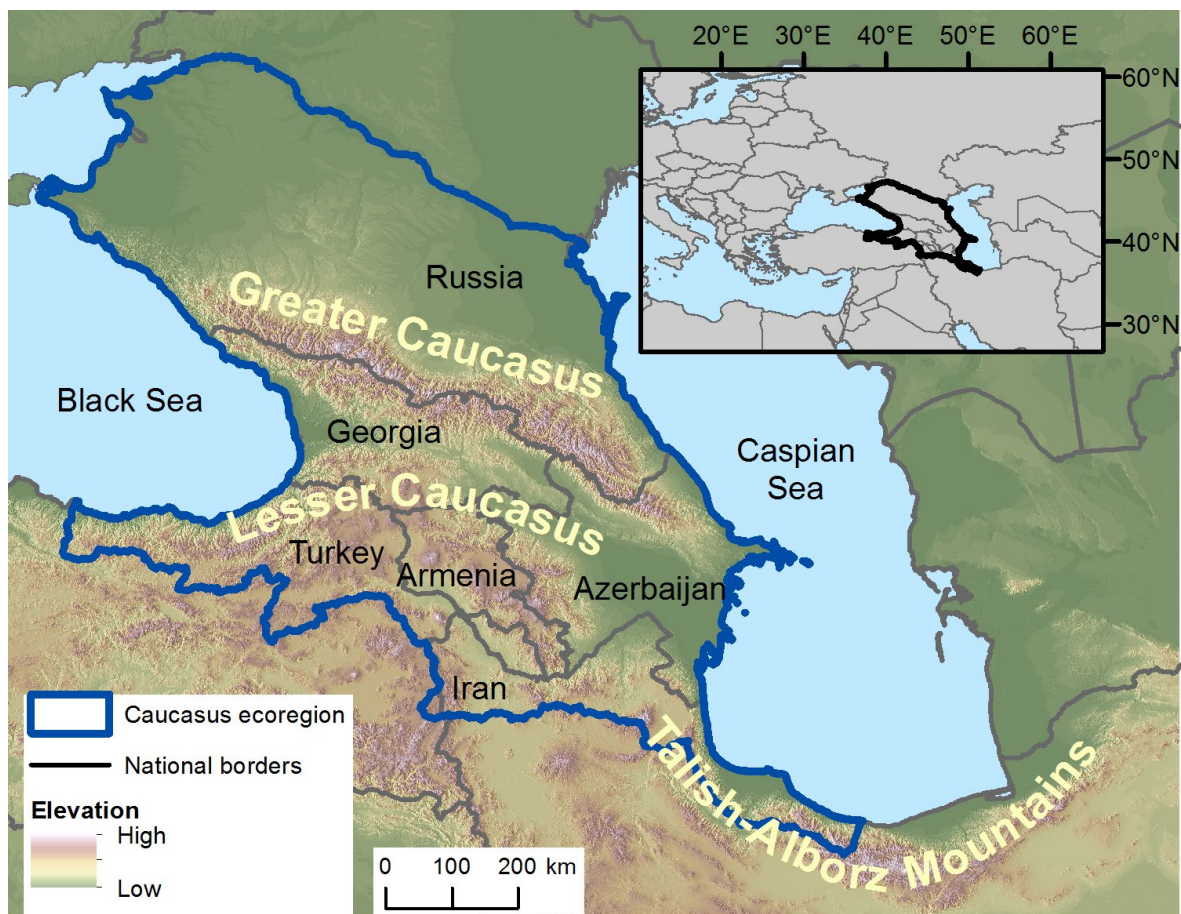 20°E 30°E 40°E 50°E 60°E
60°N
50°N
40°N
30°N
Russia
Greater Caucasus
Black Sea
Georgia
Caspian
Sea
Lesser Caucasus
Turkey
Armenia
Azerbaijan
Iran
Talish-Alborz Mountains
Caucasus ecoregion
National borders
Elevation
High
Low
0 100 200 km